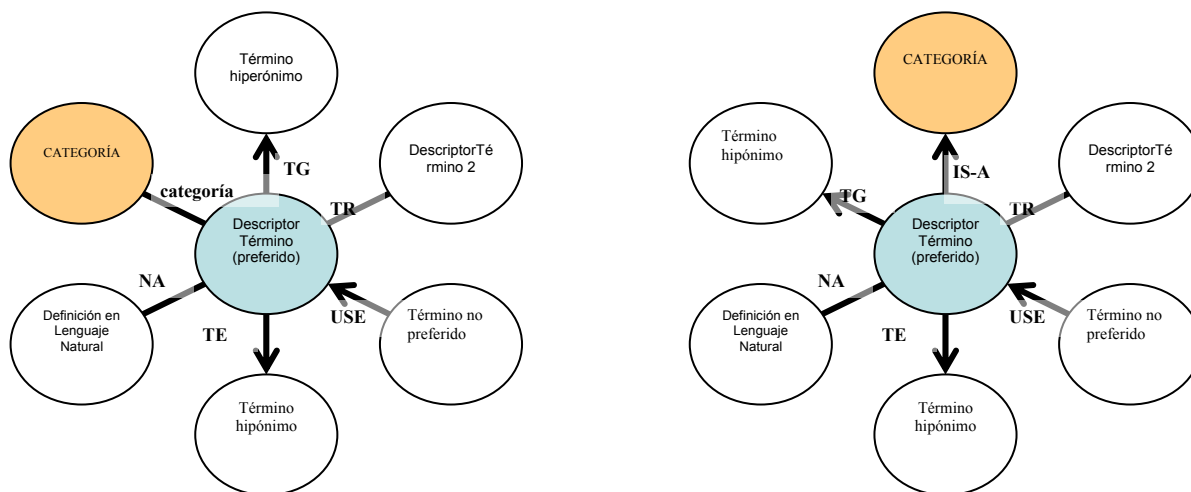 Término
hiperónimo
CATEGORÍA
DescriptorTé
rmino 2
TG
categoría
TR
Descriptor
Término
(preferido)
NA
USE
Definición en
Lenguaje
Natural
TE
Término no
preferido
Término
hipónimo
CATEGORÍA
Término
hipónimo
DescriptorTé
rmino 2
IS-A
TG
TR
Descriptor
Término
(preferido)
NA
USE
Definición en
Lenguaje
Natural
TE
Término no
preferido
Término
hipónimo